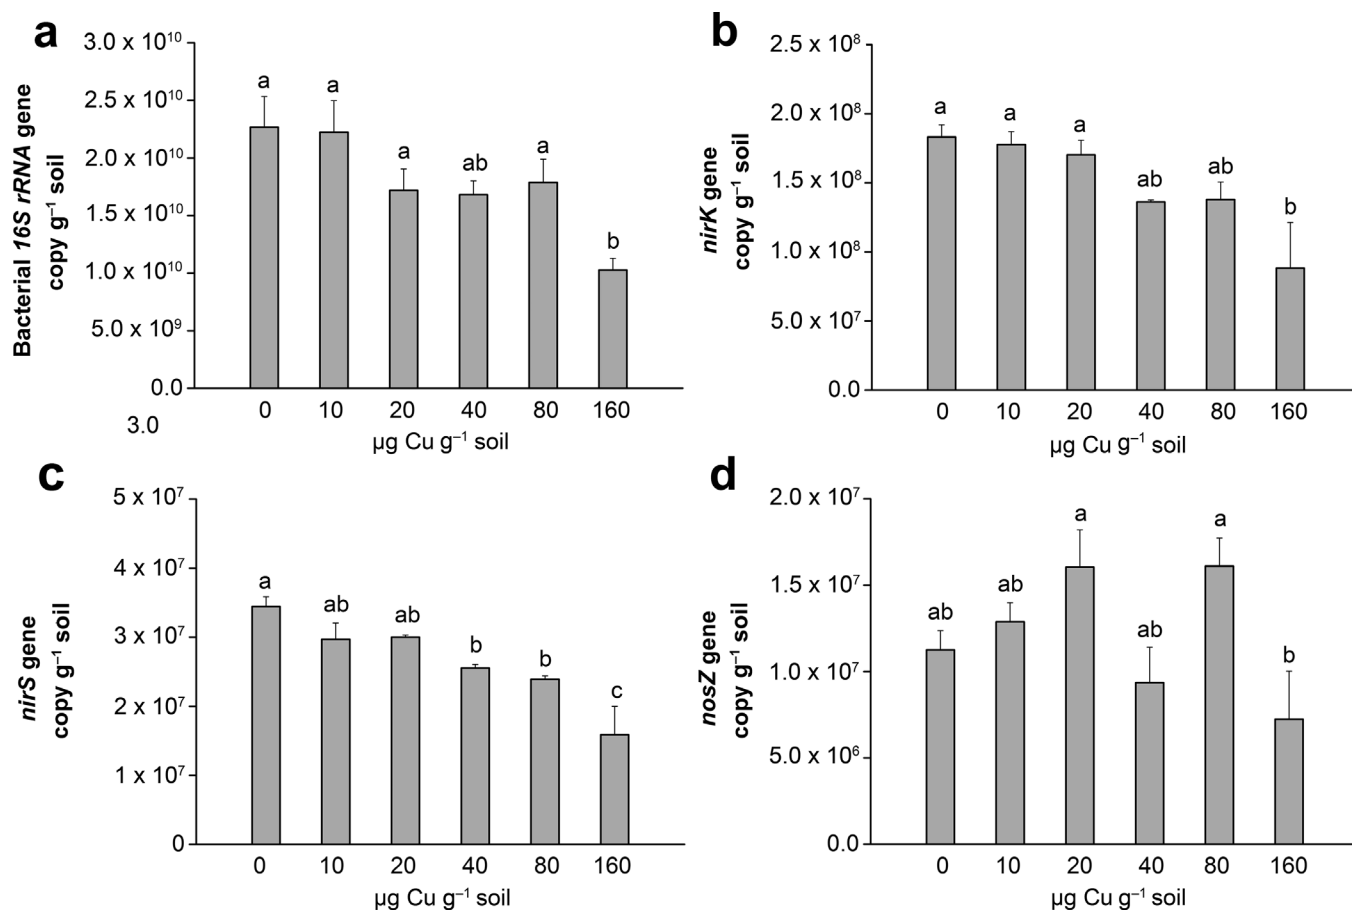 a
3.0 x 10¹⁰
2.5 x 10¹⁰
2.0 x 10¹⁰
1.5 x 10¹⁰
1.0 x 10¹⁰
5.0 x 10⁹
0.0
Bacterial 16S rRNA gene
copy g⁻¹ soil
a
a
a
ab
a
b
0 10 20 40 80 160
3.0
µg Cu g⁻¹ soil
b
2.5 x 10⁸
2.0 x 10⁸
1.5 x 10⁸
1.0 x 10⁸
5.0 x 10⁷
0.0
nirK gene
copy g⁻¹ soil
a
a
a
ab
ab
b
0 10 20 40 80 160
µg Cu g⁻¹ soil
c
5 x 10⁷
4 x 10⁷
3 x 10⁷
2 x 10⁷
1 x 10⁷
0
nirS gene
copy g⁻¹ soil
a
ab
ab
b
b
c
0 10 20 40 80 160
µg Cu g⁻¹ soil
d
2.0 x 10⁷
1.5 x 10⁷
1.0 x 10⁷
5.0 x 10⁶
0.0
nosZ gene
copy g⁻¹ soil
ab
ab
a
ab
a
b
0 10 20 40 80 160
µg Cu g⁻¹ soil